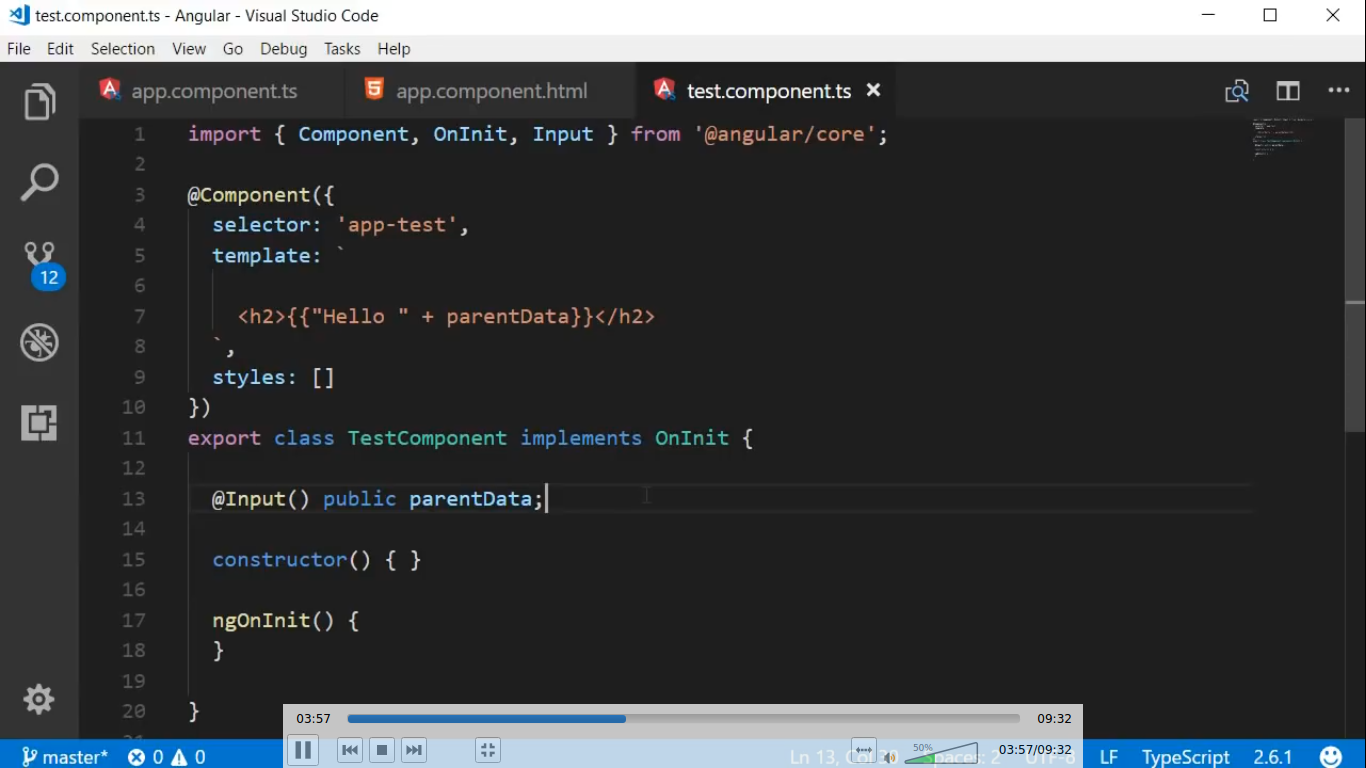 test.component.ts - Angular - Visual Studio Code
File Edit Selection View Go Debug Tasks Help
app.component.ts app.component.html test.component.ts
1 import { Component, OnInit, Input } from '@angular/core';
2
3 @Component({
4 selector: 'app-test',
5 template: `
6
7 <h2>{{"Hello " + parentData}}</h2>
8 `,
9 styles: []
10 })
11 export class TestComponent implements OnInit {
12
13 @Input() public parentData;
14
15 constructor() { }
16
17 ngOnInit() {
18 }
19
20 }
12
03:57 09:32
50% 03:57/09:32
master* 0 0 Ln 13, Col Spaces: 2 UTF-8 LF TypeScript 2.6.1